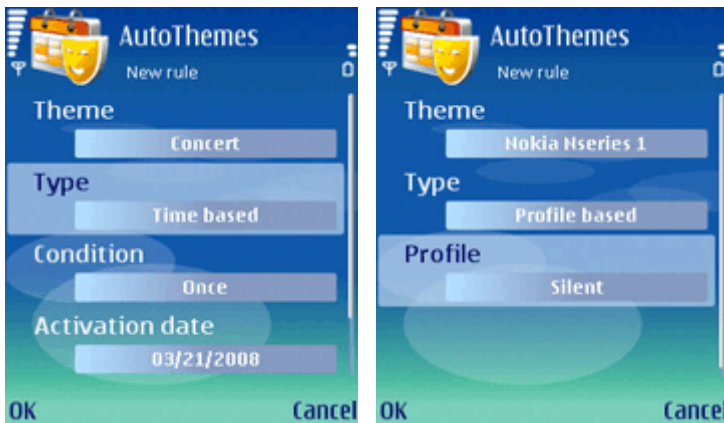 AutoThemes
New rule
Theme
Concert
Type
Time based
Condition
Once
Activation date
03/21/2008
OK Cancel
AutoThemes
New rule
Theme
Nokia Nseries 1
Type
Profile based
Profile
Silent
OK Cancel